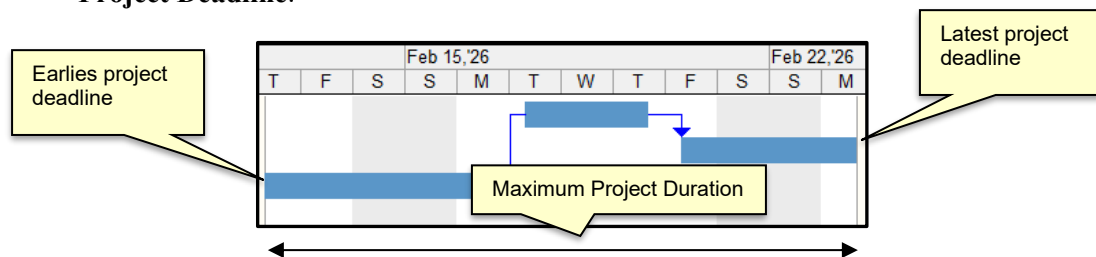 Project Deadline.
Earlies project
deadline
Latest project
deadline
Feb 15,'26 Feb 22,'26
T F S S M T W T F S S M
Maximum Project Duration